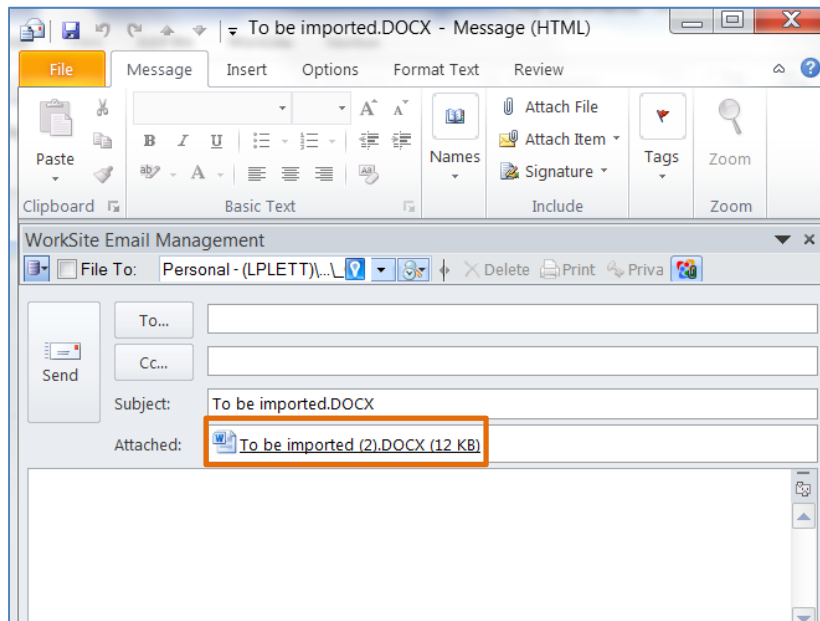 To be imported.DOCX - Message (HTML)
File Message Insert Options Format Text Review
Paste
B I U A A
ab A Aa
Names
Attach File
Attach Item
Signature
Tags
Zoom
Clipboard Basic Text Include Zoom
WorkSite Email Management
File To: Personal - (LPLETT)\...\_ Delete Print Priva
Send
To...
Cc...
Subject: To be imported.DOCX
Attached: To be imported (2).DOCX (12 KB)